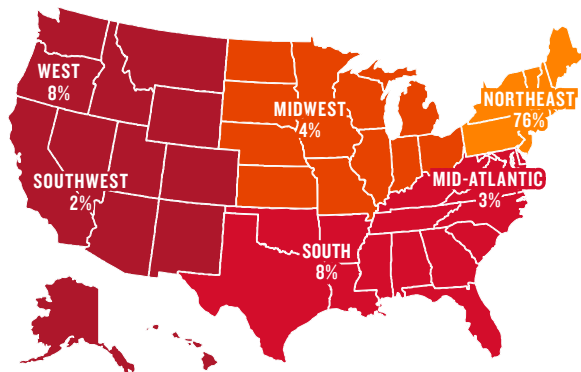 WEST
8%
NORTHEAST
76%
MIDWEST
4%
SOUTHWEST
2%
MID-ATLANTIC
3%
SOUTH
8%